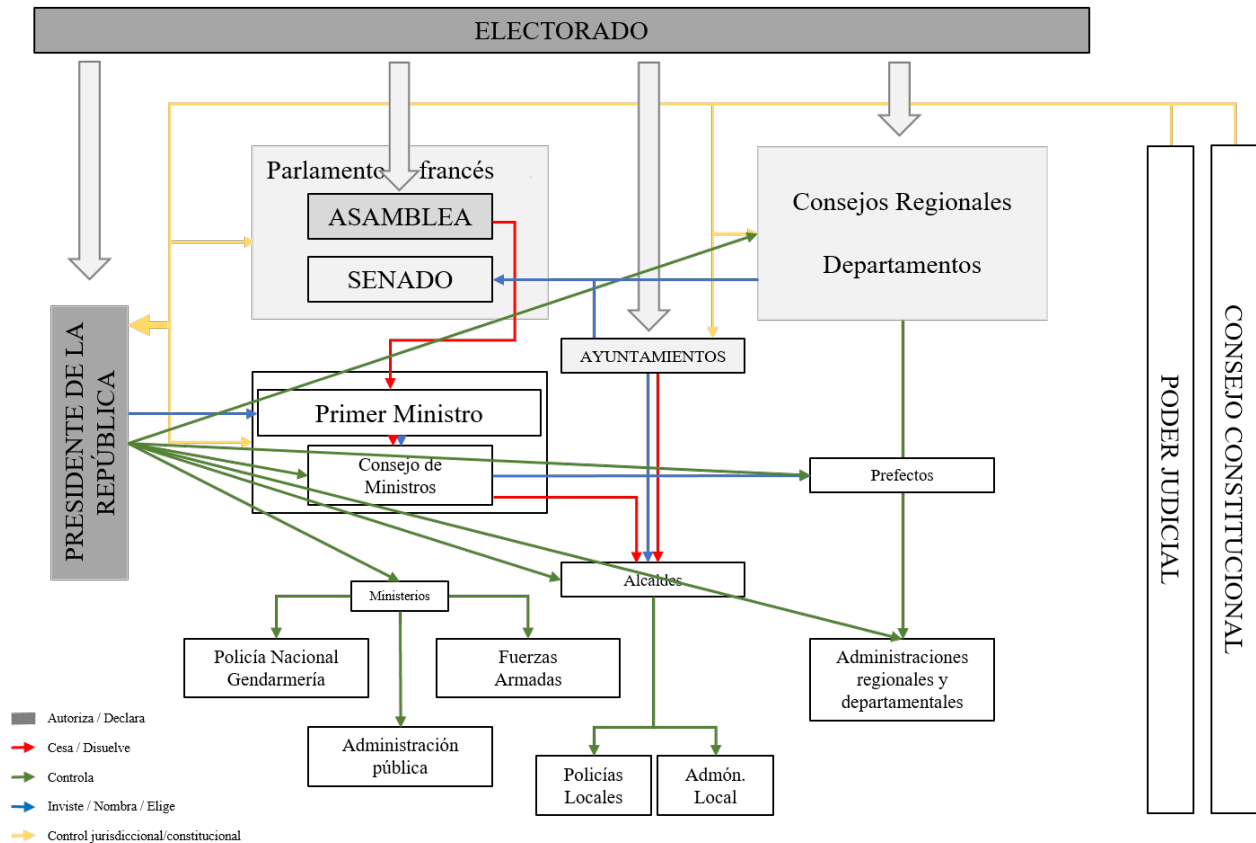 ELECTORADO
Parlamento francés
ASAMBLEA
SENADO
Consejos Regionales
Departamentos
AYUNTAMIENTOS
PRESIDENTE DE LA
REPÚBLICA
Primer Ministro
Consejo de
Ministros
Prefectos
PODER JUDICIAL
CONSEJO CONSTITUCIONAL
Alcaldes
Ministerios
Policía Nacional
Gendarmería
Fuerzas
Armadas
Administraciones
regionales y
departamentales
Administración
pública
Policías
Locales
Admón.
Local
Autoriza / Declara
Cesa / Disuelve
Controla
Inviste / Nombra / Elige
Control jurisdiccional/constitucional